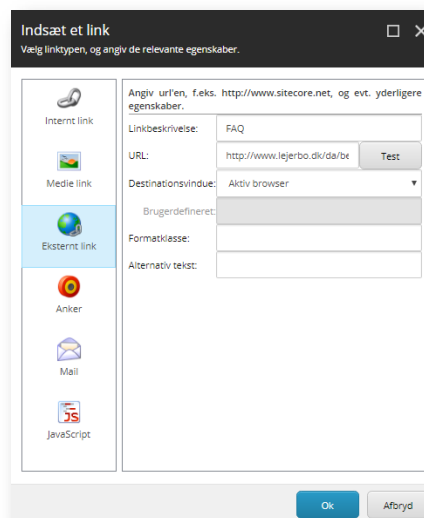 Indsæt et link
Vælg linktypen, og angiv de relevante egenskaber.
Internt link
Medie link
Eksternt link
Anker
Mail
JS
JavaScript
Angiv url'en, f.eks. http://www.sitecore.net, og evt. yderligere
egenskaber.
Linkbeskrivelse: FAQ
URL: http://www.lejerbo.dk/da/be Test
Destinationsvindue: Aktiv browser
Brugerdefineret:
Formatklasse:
Alternativ tekst:
Ok Afbryd